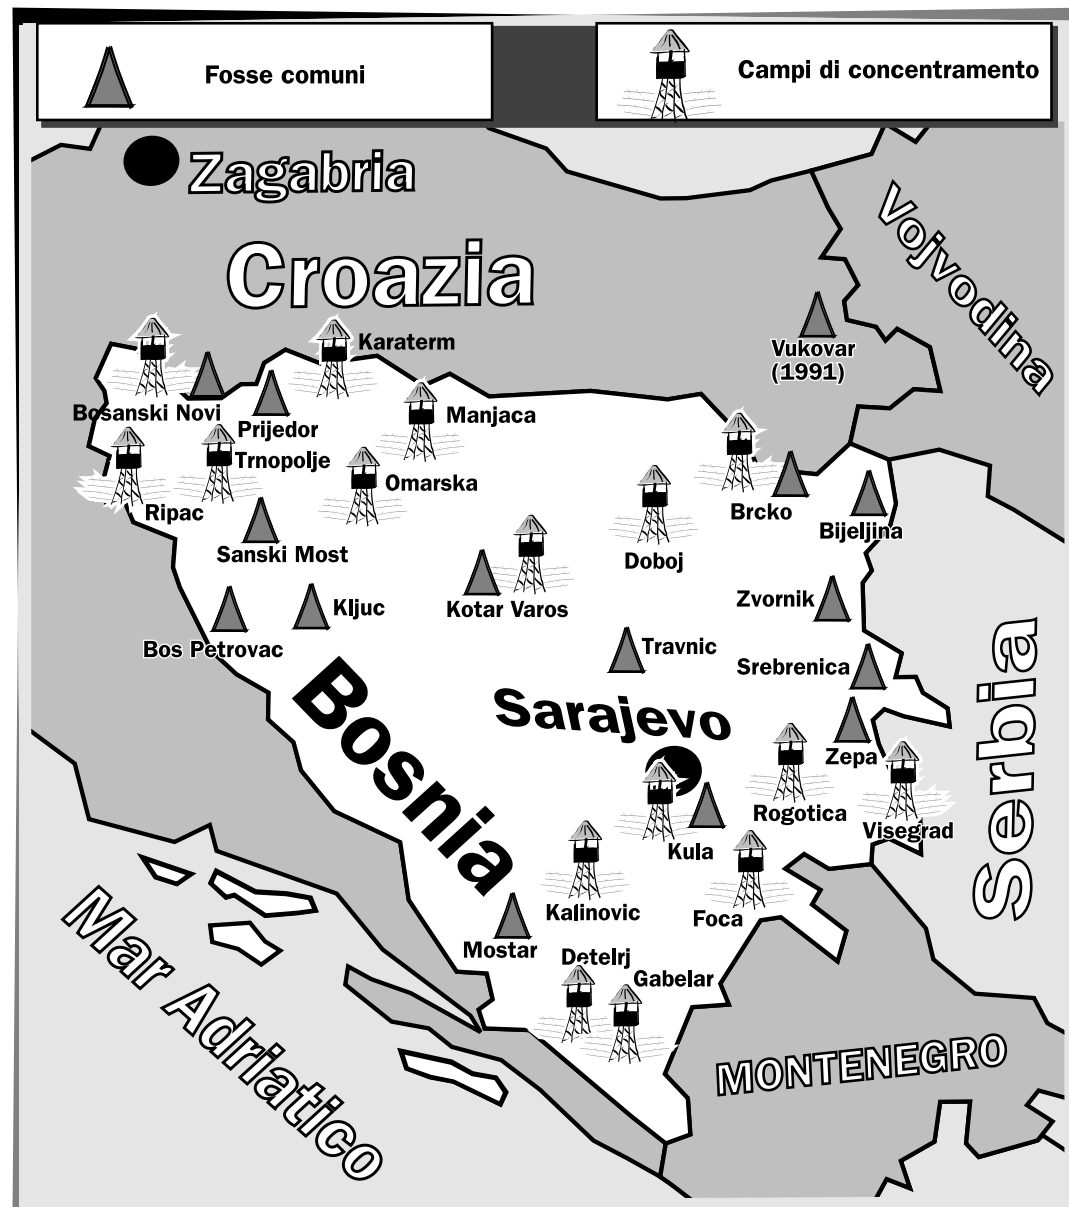 Fosse comuni
Campi di concentramento
Zagabria
Croazia
Vojvodina
Vukovar
(1991)
Karaterm
Bosanski Novi
Prijedor
Manjaca
Trnopolje
Omarska
Ripac
Brcko
Bijeljina
Sanski Most
Doboj
Kljuc
Kotar Varos
Zvornik
Bos Petrovac
Travnic
Srebrenica
Bosnia
Sarajevo
Serbia
Zepa
Rogotica
Visegrad
Kula
Kalinovic
Foca
Mostar
Detelrj
Gabelar
Mar Adriatico
MONTENEGRO